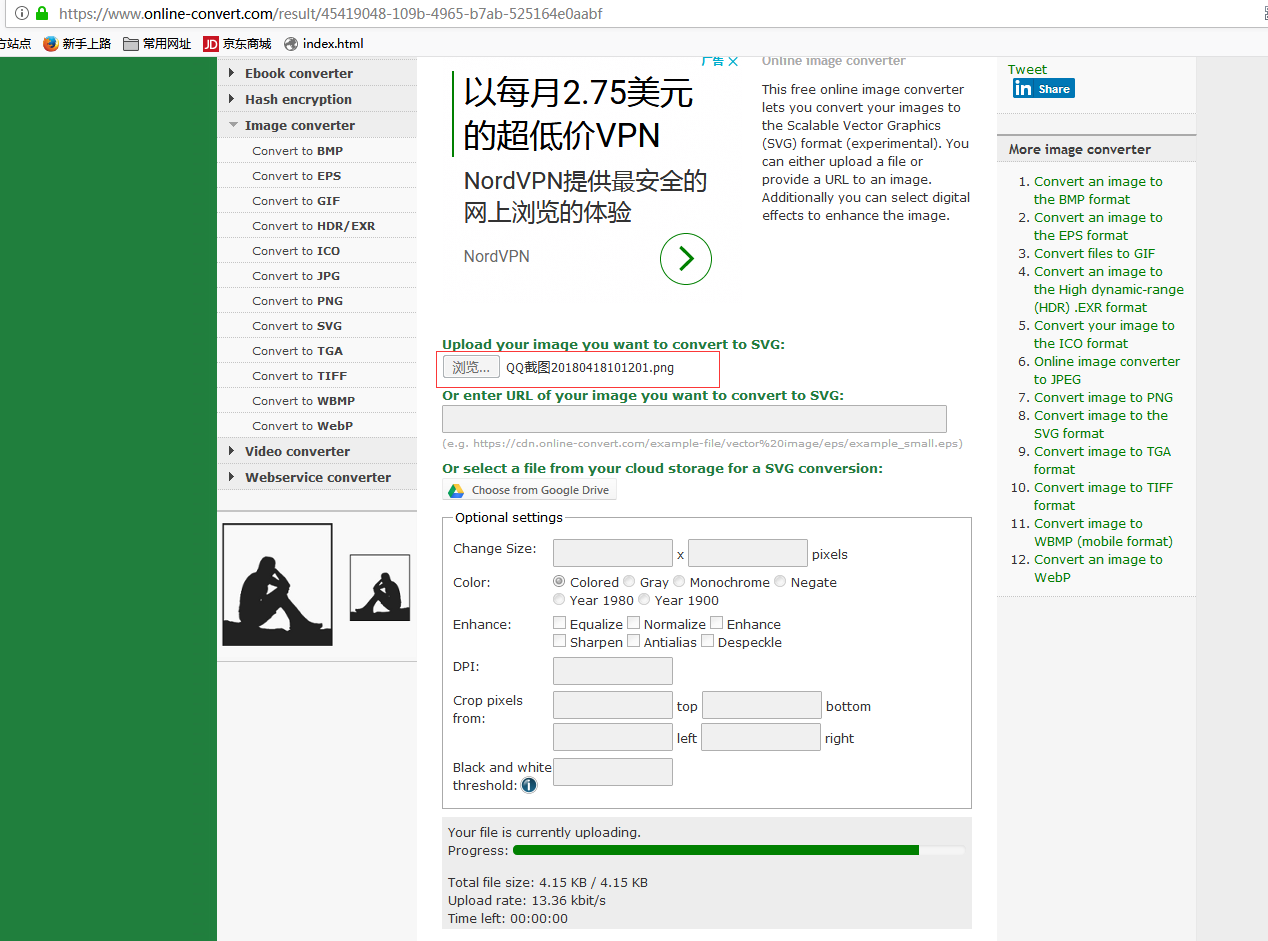 https://www.online-convert.com/result/45419048-109b-4965-b7ab-525164e0aabf
方站点 新手上路 常用网址 JD 京东商城 index.html
Ebook converter
Hash encryption
Image converter
Convert to BMP
Convert to EPS
Convert to GIF
Convert to HDR/EXR
Convert to ICO
Convert to JPG
Convert to PNG
Convert to SVG
Convert to TGA
Convert to TIFF
Convert to WBMP
Convert to WebP
Video converter
Webservice converter
广告
以每月2.75美元
的超低价VPN
NordVPN提供最安全的
网上浏览的体验
NordVPN
Online image converter
This free online image converter
lets you convert your images to
the Scalable Vector Graphics
(SVG) format (experimental). You
can either upload a file or
provide a URL to an image.
Additionally you can select digital
effects to enhance the image.
Upload your image you want to convert to SVG:
浏览... QQ截图20180418101201.png
Or enter URL of your image you want to convert to SVG:
(e.g. https://cdn.online-convert.com/example-file/vector%20image/eps/example_small.eps)
Or select a file from your cloud storage for a SVG conversion:
Choose from Google Drive
Optional settings
Change Size: x pixels
Color: Colored Gray Monochrome Negate
Year 1980 Year 1900
Enhance: Equalize Normalize Enhance
Sharpen Antialias Despeckle
DPI:
Crop pixels
from:
top bottom
left right
Black and white
threshold:
Your file is currently uploading.
Progress:
Total file size: 4.15 KB / 4.15 KB
Upload rate: 13.36 kbit/s
Time left: 00:00:00
Tweet
in Share
More image converter
1. Convert an image to
the BMP format
2. Convert an image to
the EPS format
3. Convert files to GIF
4. Convert an image to
the High dynamic-range
(HDR) .EXR format
5. Convert your image to
the ICO format
6. Online image converter
to JPEG
7. Convert image to PNG
8. Convert image to the
SVG format
9. Convert image to TGA
format
10. Convert image to TIFF
format
11. Convert image to
WBMP (mobile format)
12. Convert an image to
WebP